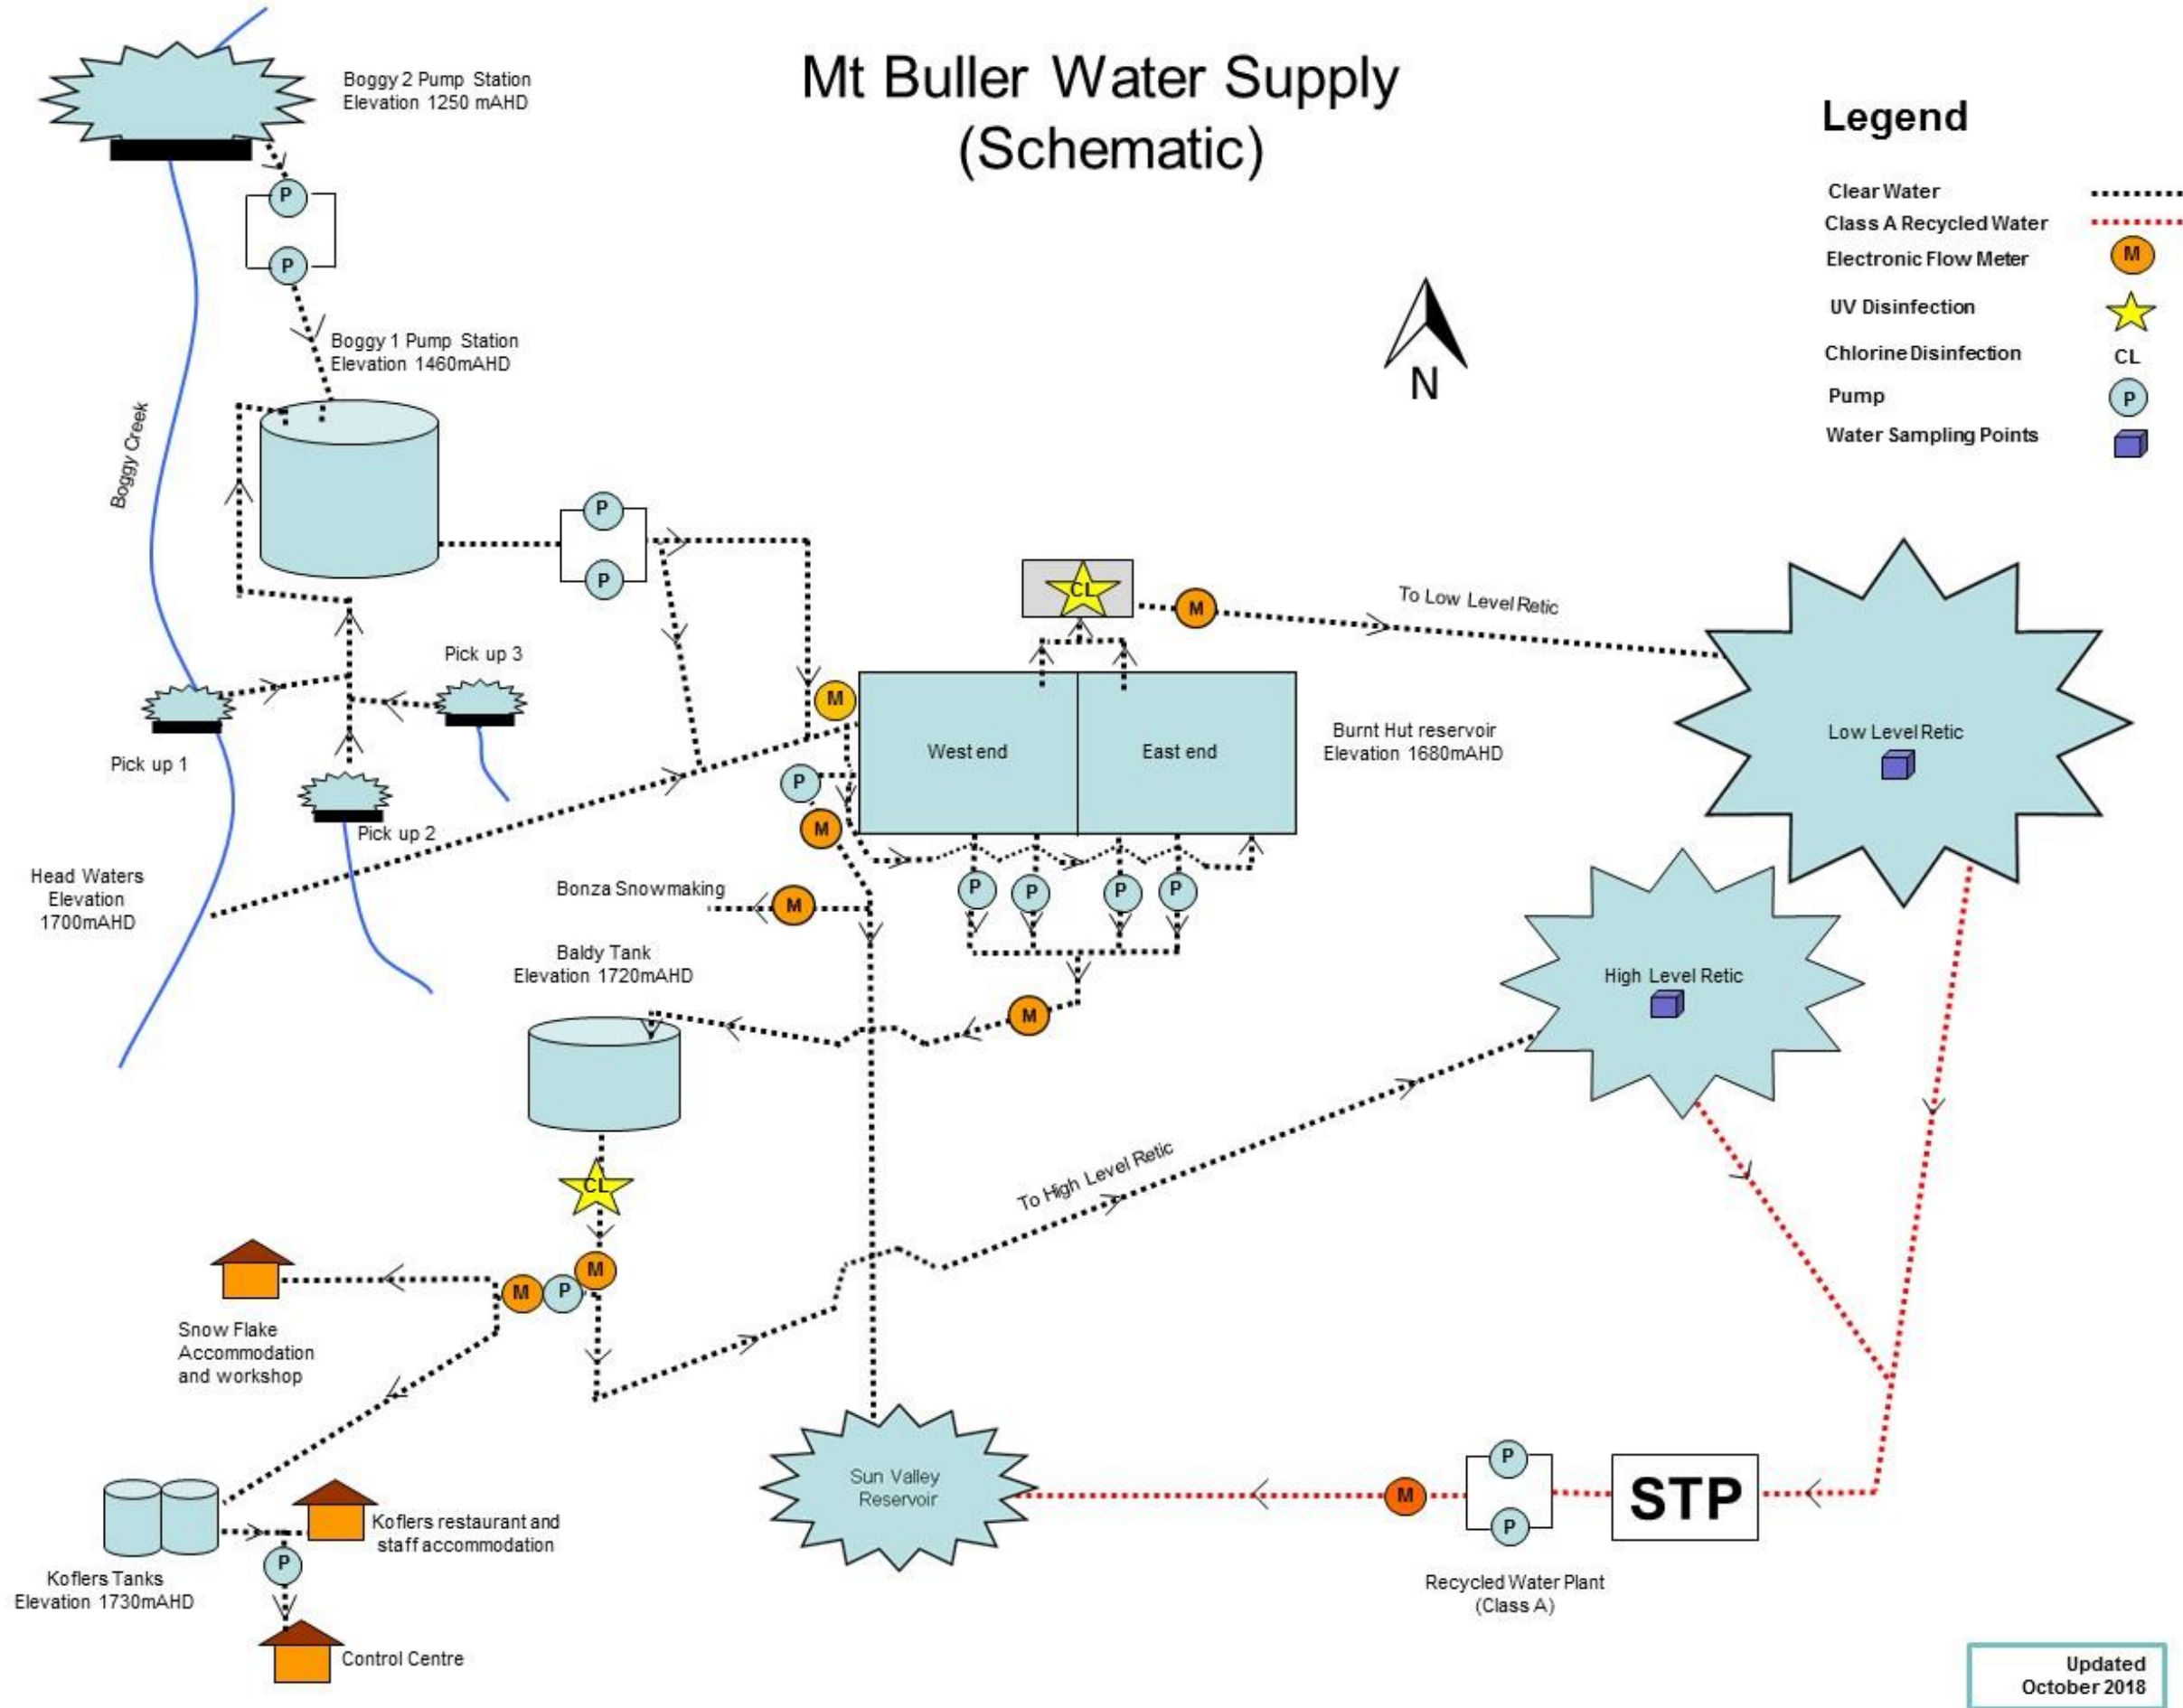 Mt Buller Water Supply
(Schematic)
Legend
Clear Water
Class A Recycled Water
Electronic Flow Meter
M
UV Disinfection
Chlorine Disinfection
CL
Pump
P
Water Sampling Points
Boggy 2 Pump Station
Elevation 1250 mAHD
P
P
Boggy 1 Pump Station
Elevation 1460mAHD
Boggy Creek
N
P
P
CL
M
To Low Level Retic
Pick up 3
Pick up 1
Pick up 2
M
West end
East end
Burnt Hut reservoir
Elevation 1680mAHD
Low Level Retic
P
M
Head Waters
Elevation
1700mAHD
Bonza Snowmaking
M
P
P
P
P
Baldy Tank
Elevation 1720mAHD
M
High Level Retic
To High Level Retic
CL
M
M
P
Snow Flake
Accommodation
and workshop
Sun Valley
Reservoir
M
P
P
STP
Recycled Water Plant
(Class A)
Koflers restaurant and
staff accommodation
P
Koflers Tanks
Elevation 1730mAHD
Control Centre
Updated
October 2018